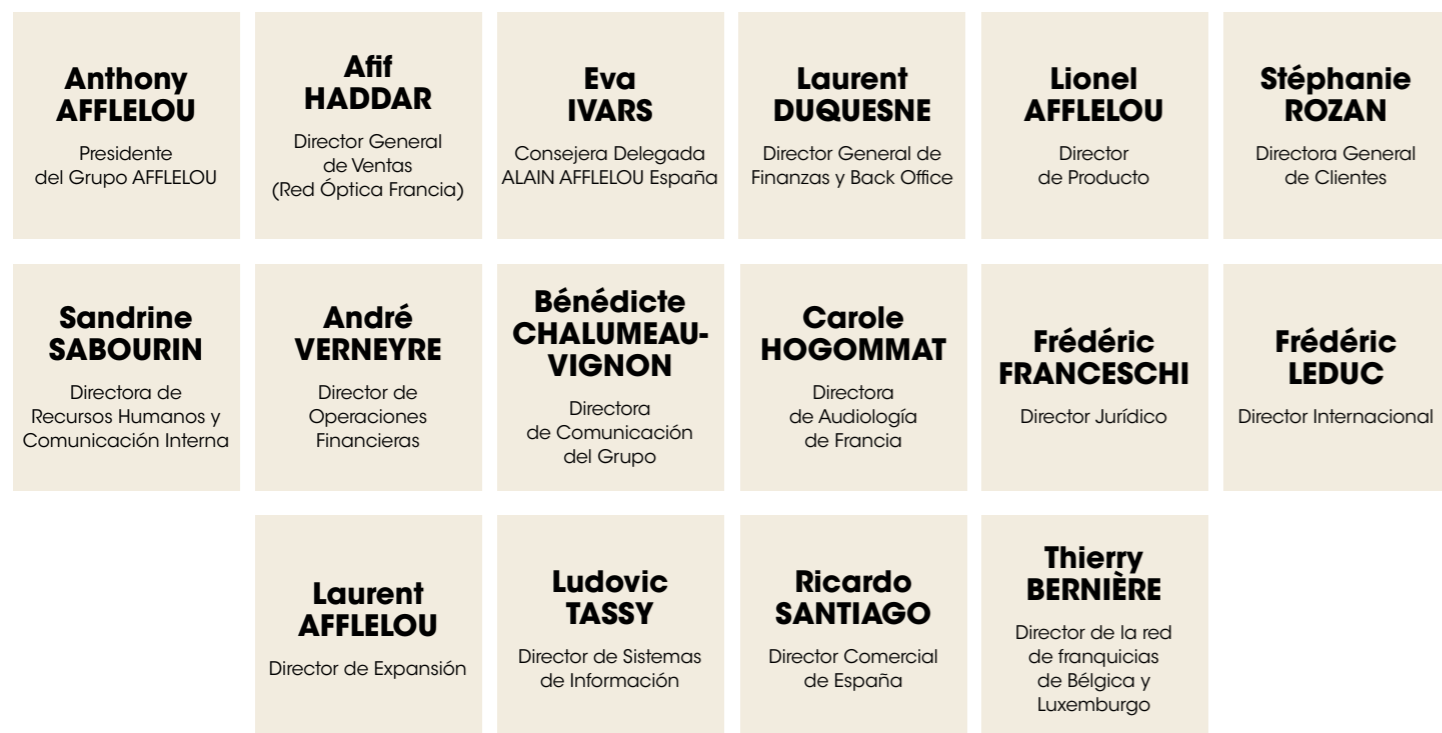 Anthony
AFFLELOU
Presidente
del Grupo AFFLELOU
Afif
HADDAR
Director General
de Ventas
(Red Óptica Francia)
Eva
IVARS
Consejera Delegada
ALAIN AFFLELOU España
Laurent
DUQUESNE
Director General de
Finanzas y Back Office
Lionel
AFFLELOU
Director
de Producto
Stéphanie
ROZAN
Directora General
de Clientes
Sandrine
SABOURIN
Directora de
Recursos Humanos y
Comunicación Interna
André
VERNEYRE
Director de
Operaciones
Financieras
Bénédicte
CHALUMEAU-
VIGNON
Directora
de Comunicación
del Grupo
Carole
HOGOMMAT
Directora
de Audiología
de Francia
Frédéric
FRANCESCHI
Director Jurídico
Frédéric
LEDUC
Director Internacional
Laurent
AFFLELOU
Director de Expansión
Ludovic
TASSY
Director de Sistemas
de Información
Ricardo
SANTIAGO
Director Comercial
de España
Thierry
BERNIÈRE
Director de la red
de franquicias
de Bélgica y
Luxemburgo